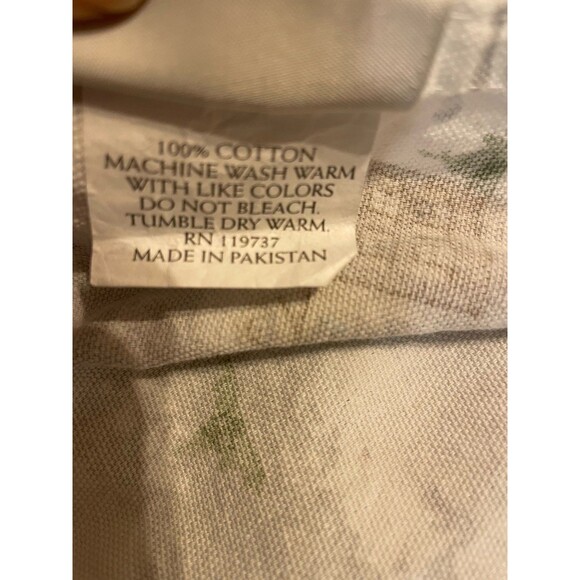 100% COTTON
MACHINE WASH WARM
WITH LIKE COLORS
DO NOT BLEACH.
TUMBLE DRY WARM.
RN 119737
MADE IN PAKISTAN